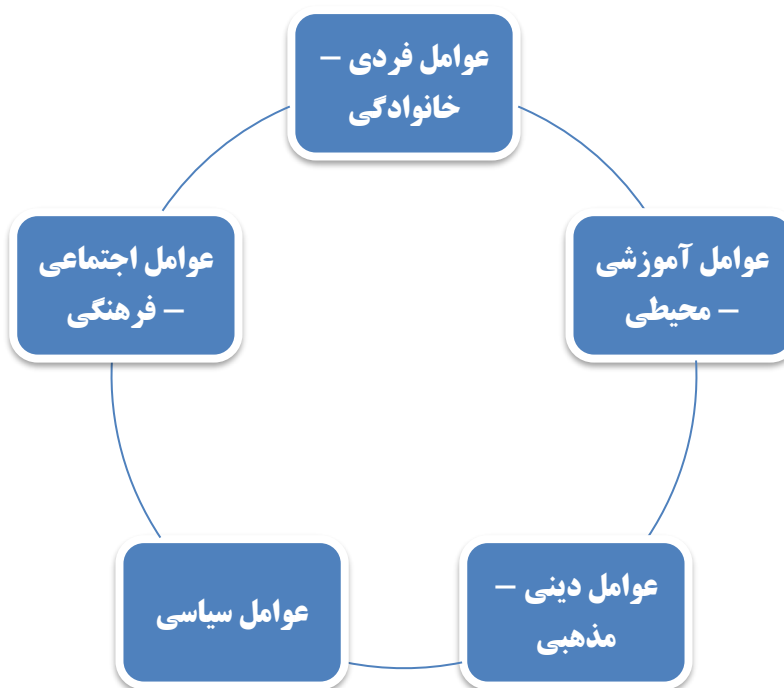 عوامل فردی –
خانوادگی
عوامل آموزشی
– محیطی
عوامل دینی –
مذهبی
عوامل سیاسی
عوامل اجتماعی
– فرهنگی